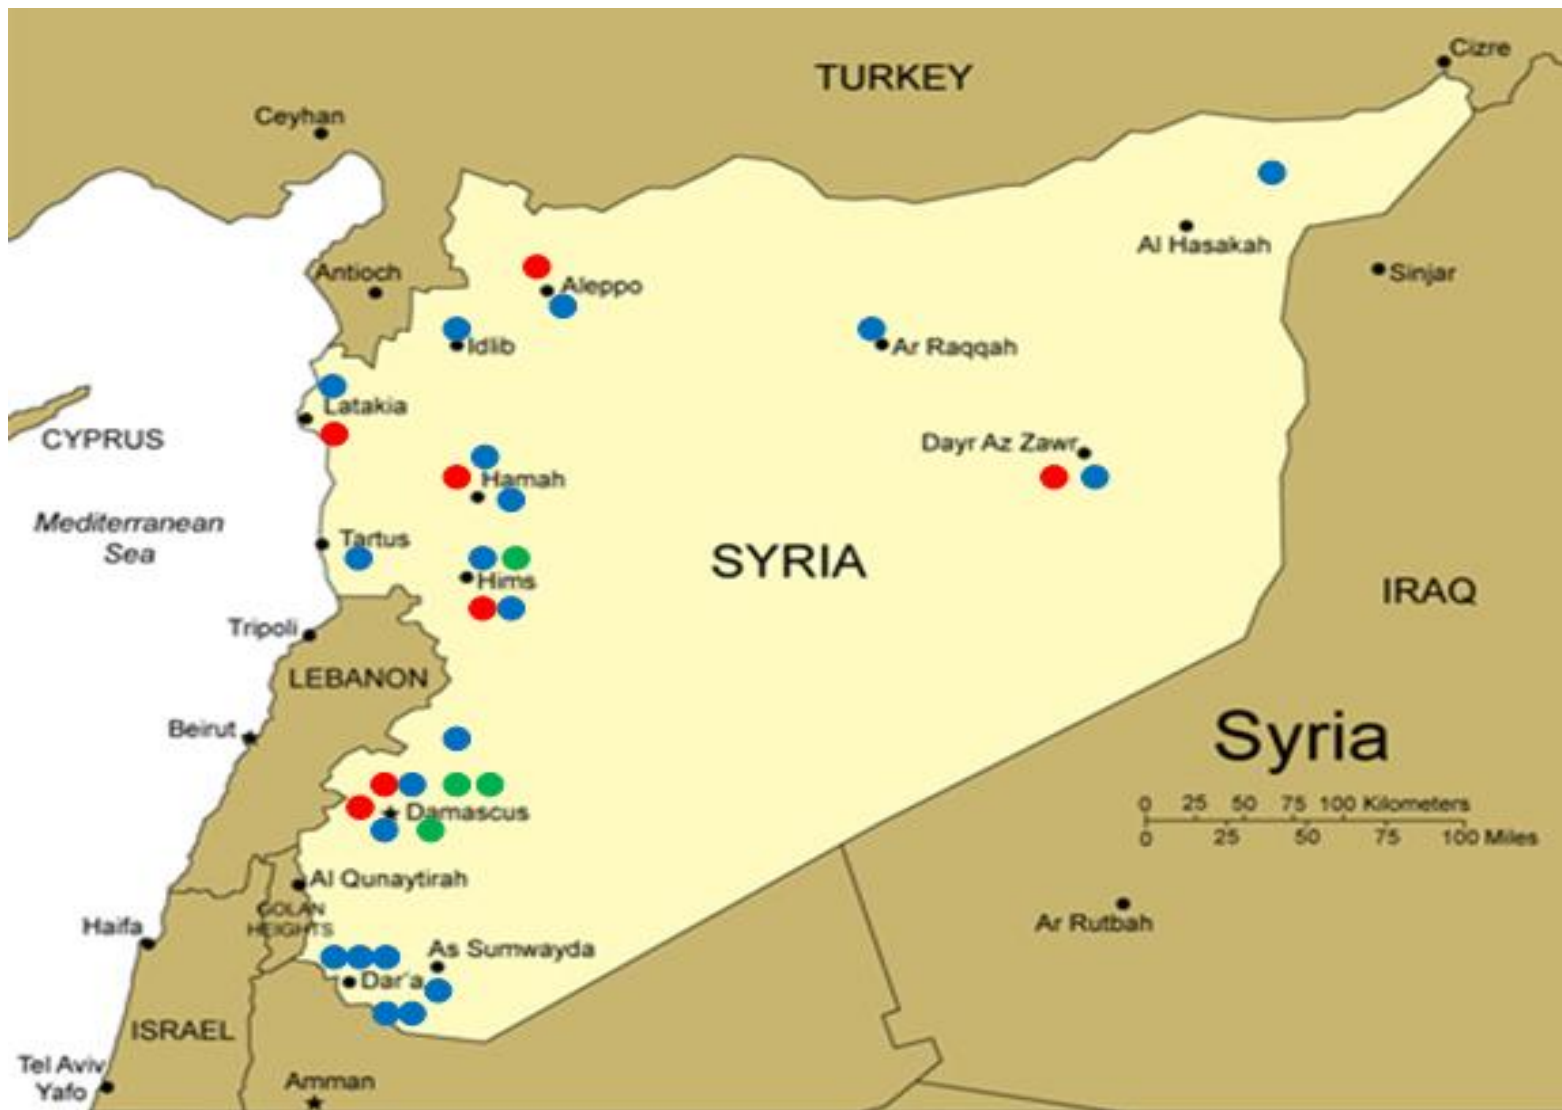 Cizre
TURKEY
Ceyhan
Al Hasakah
Antioch
Sinjar
Aleppo
Idlib
Ar Raqqah
Latakia
CYPRUS
Dayr Az Zawr
Hamah
Mediterranean
Sea
Tartus
SYRIA
Hims
IRAQ
Tripoli
LEBANON
Beirut
Syria
0 25 50 75 100 Kilometers
0 25 50 75 100 Miles
Damascus
Al Qunaytirah
GOLAN
HEIGHTS
Haifa
Ar Rutbah
As Sumwayda
Dar'a
ISRAEL
Tel Aviv
Yafo
Amman